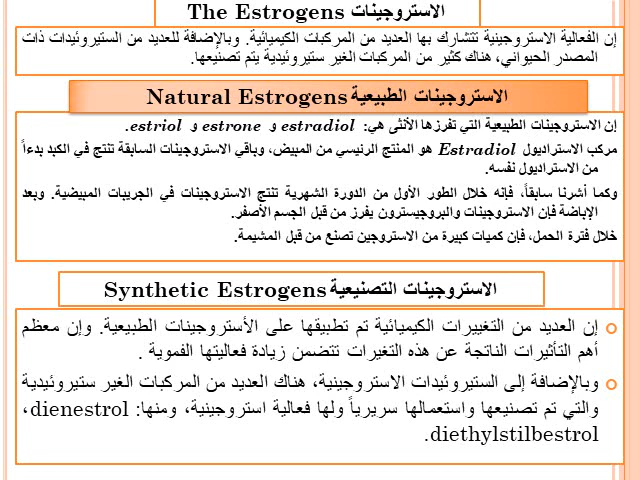 الاستروجينات The Estrogens
إن الفعالية الاستروجينية تتشارك بها العديد من المركبات الكيميائية. وبالإضافة للعديد من الستيروئيدات ذات
المصدر الحيواني، هناك كثير من المركبات الغير ستيروئيدية يتم تصنيعها.
الاستروجينات الطبيعية Natural Estrogens
إن الاستروجينات الطبيعية التي تفرزها الأنثى هي: estradiol و estrone و estriol.
مركب الاستراديول Estradiol هو المنتج الرئيسي من المبيض، وباقي الاستروجينات السابقة تنتج في الكبد بدءاً
من الاستراديول نفسه.
وكما أشرنا سابقاً، فإنه خلال الطور الأول من الدورة الشهرية تنتج الاستروجينات في الجريبات المبيضية. وبعد
الإباضة فإن الاستروجينات والبروجيسترون يفرز من قبل الجسم الأصفر.
خلال فترة الحمل، فإن كميات كبيرة من الاستروجين تصنع من قبل المشيمة.
الاستروجينات التصنيعية Synthetic Estrogens
إن العديد من التغييرات الكيميائية تم تطبيقها على الأستروجينات الطبيعية. وإن معظم
أهم التأثيرات الناتجة عن هذه التغيرات تتضمن زيادة فعاليتها الفموية .
وبالإضافة إلى الستيروئيدات الاستروجينية، هناك العديد من المركبات الغير ستيروئيدية
والتي تم تصنيعها واستعمالها سريرياً ولها فعالية استروجينية، ومنها: dienestrol،
diethylstilbestrol.